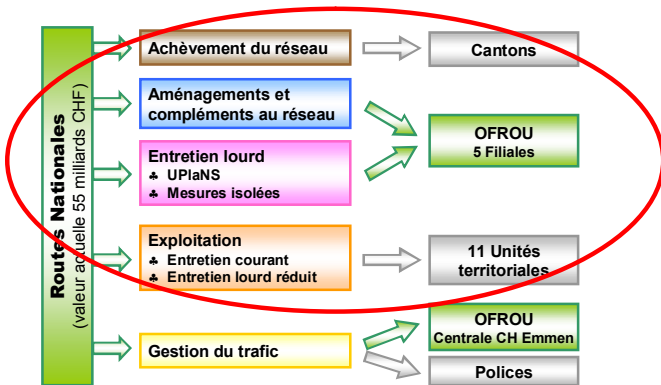 Routes Nationales
(valeur actuelle 55 milliards CHF)
Achèvement du réseau
Cantons
Aménagements et
compléments au réseau
OFROU
5 Filiales
Entretien lourd
♣ UPlaNS
♣ Mesures isolées
Exploitation
♣ Entretien courant
♣ Entretien lourd réduit
11 Unités
territoriales
Gestion du trafic
OFROU
Centrale CH Emmen
Polices